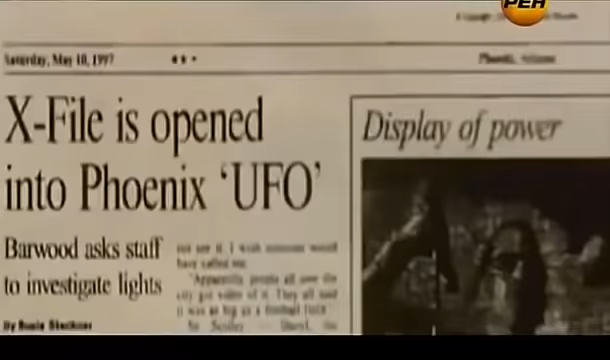 РЕН
Saturday, May 10, 1997
Phoenix, Arizona
X-File is opened
into Phoenix ‘UFO’
Display of power
Barwood asks staff
to investigate lights
not see it. I wish someone would
have called me.
"Apparently people all over the
city got video of it. They all said
it was as big as a football field."
By Susie Steckner